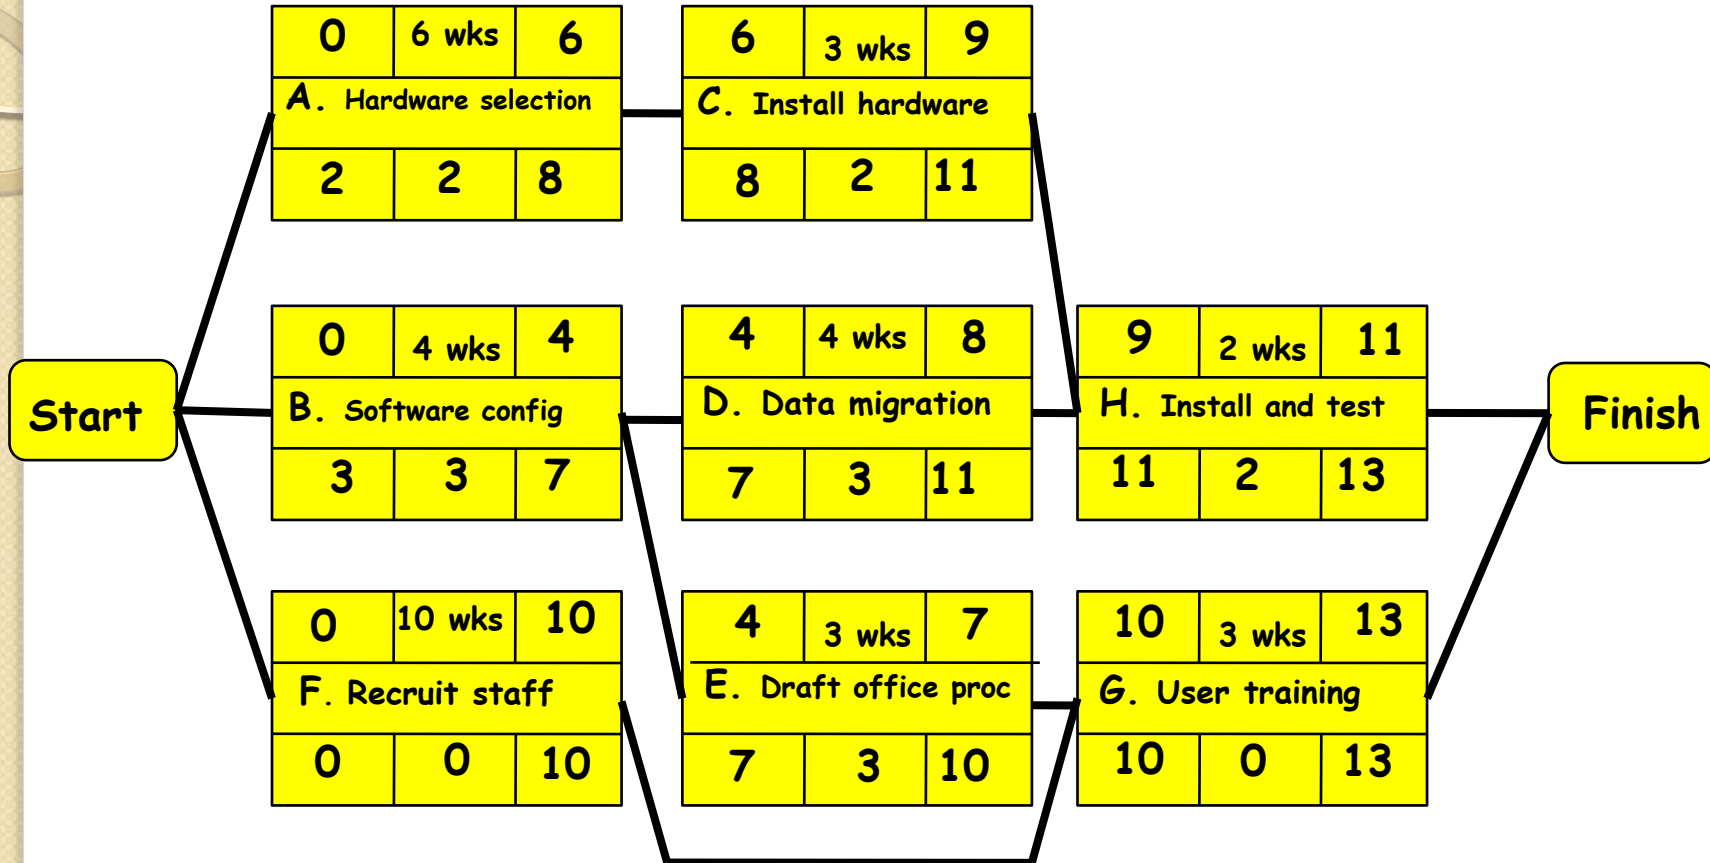 0 6 wks 6
A. Hardware selection
2 2 8
6 3 wks 9
C. Install hardware
8 2 11
Start
0 4 wks 4
B. Software config
3 3 7
4 4 wks 8
D. Data migration
7 3 11
9 2 wks 11
H. Install and test
11 2 13
Finish
0 10 wks 10
F. Recruit staff
0 0 10
4 3 wks 7
E. Draft office proc
7 3 10
10 3 wks 13
G. User training
10 0 13